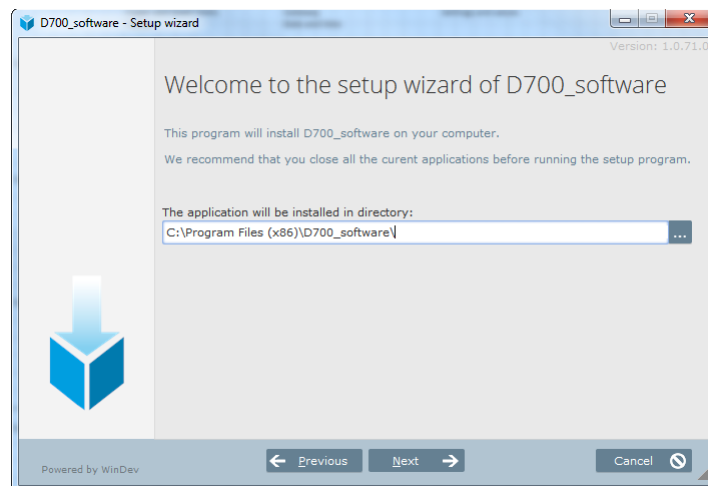 D700_software - Setup wizard
Version: 1.0.71.0
Welcome to the setup wizard of D700_software
This program will install D700_software on your computer.
We recommend that you close all the curent applications before running the setup program.
The application will be installed in directory:
C:\Program Files (x86)\D700_software\
...
Previous
Next
Cancel
Powered by WinDev